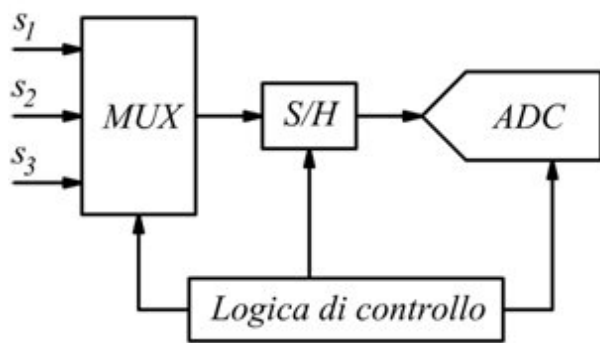 s1
s2
s3
MUX
S/H
ADC
Logica di controllo